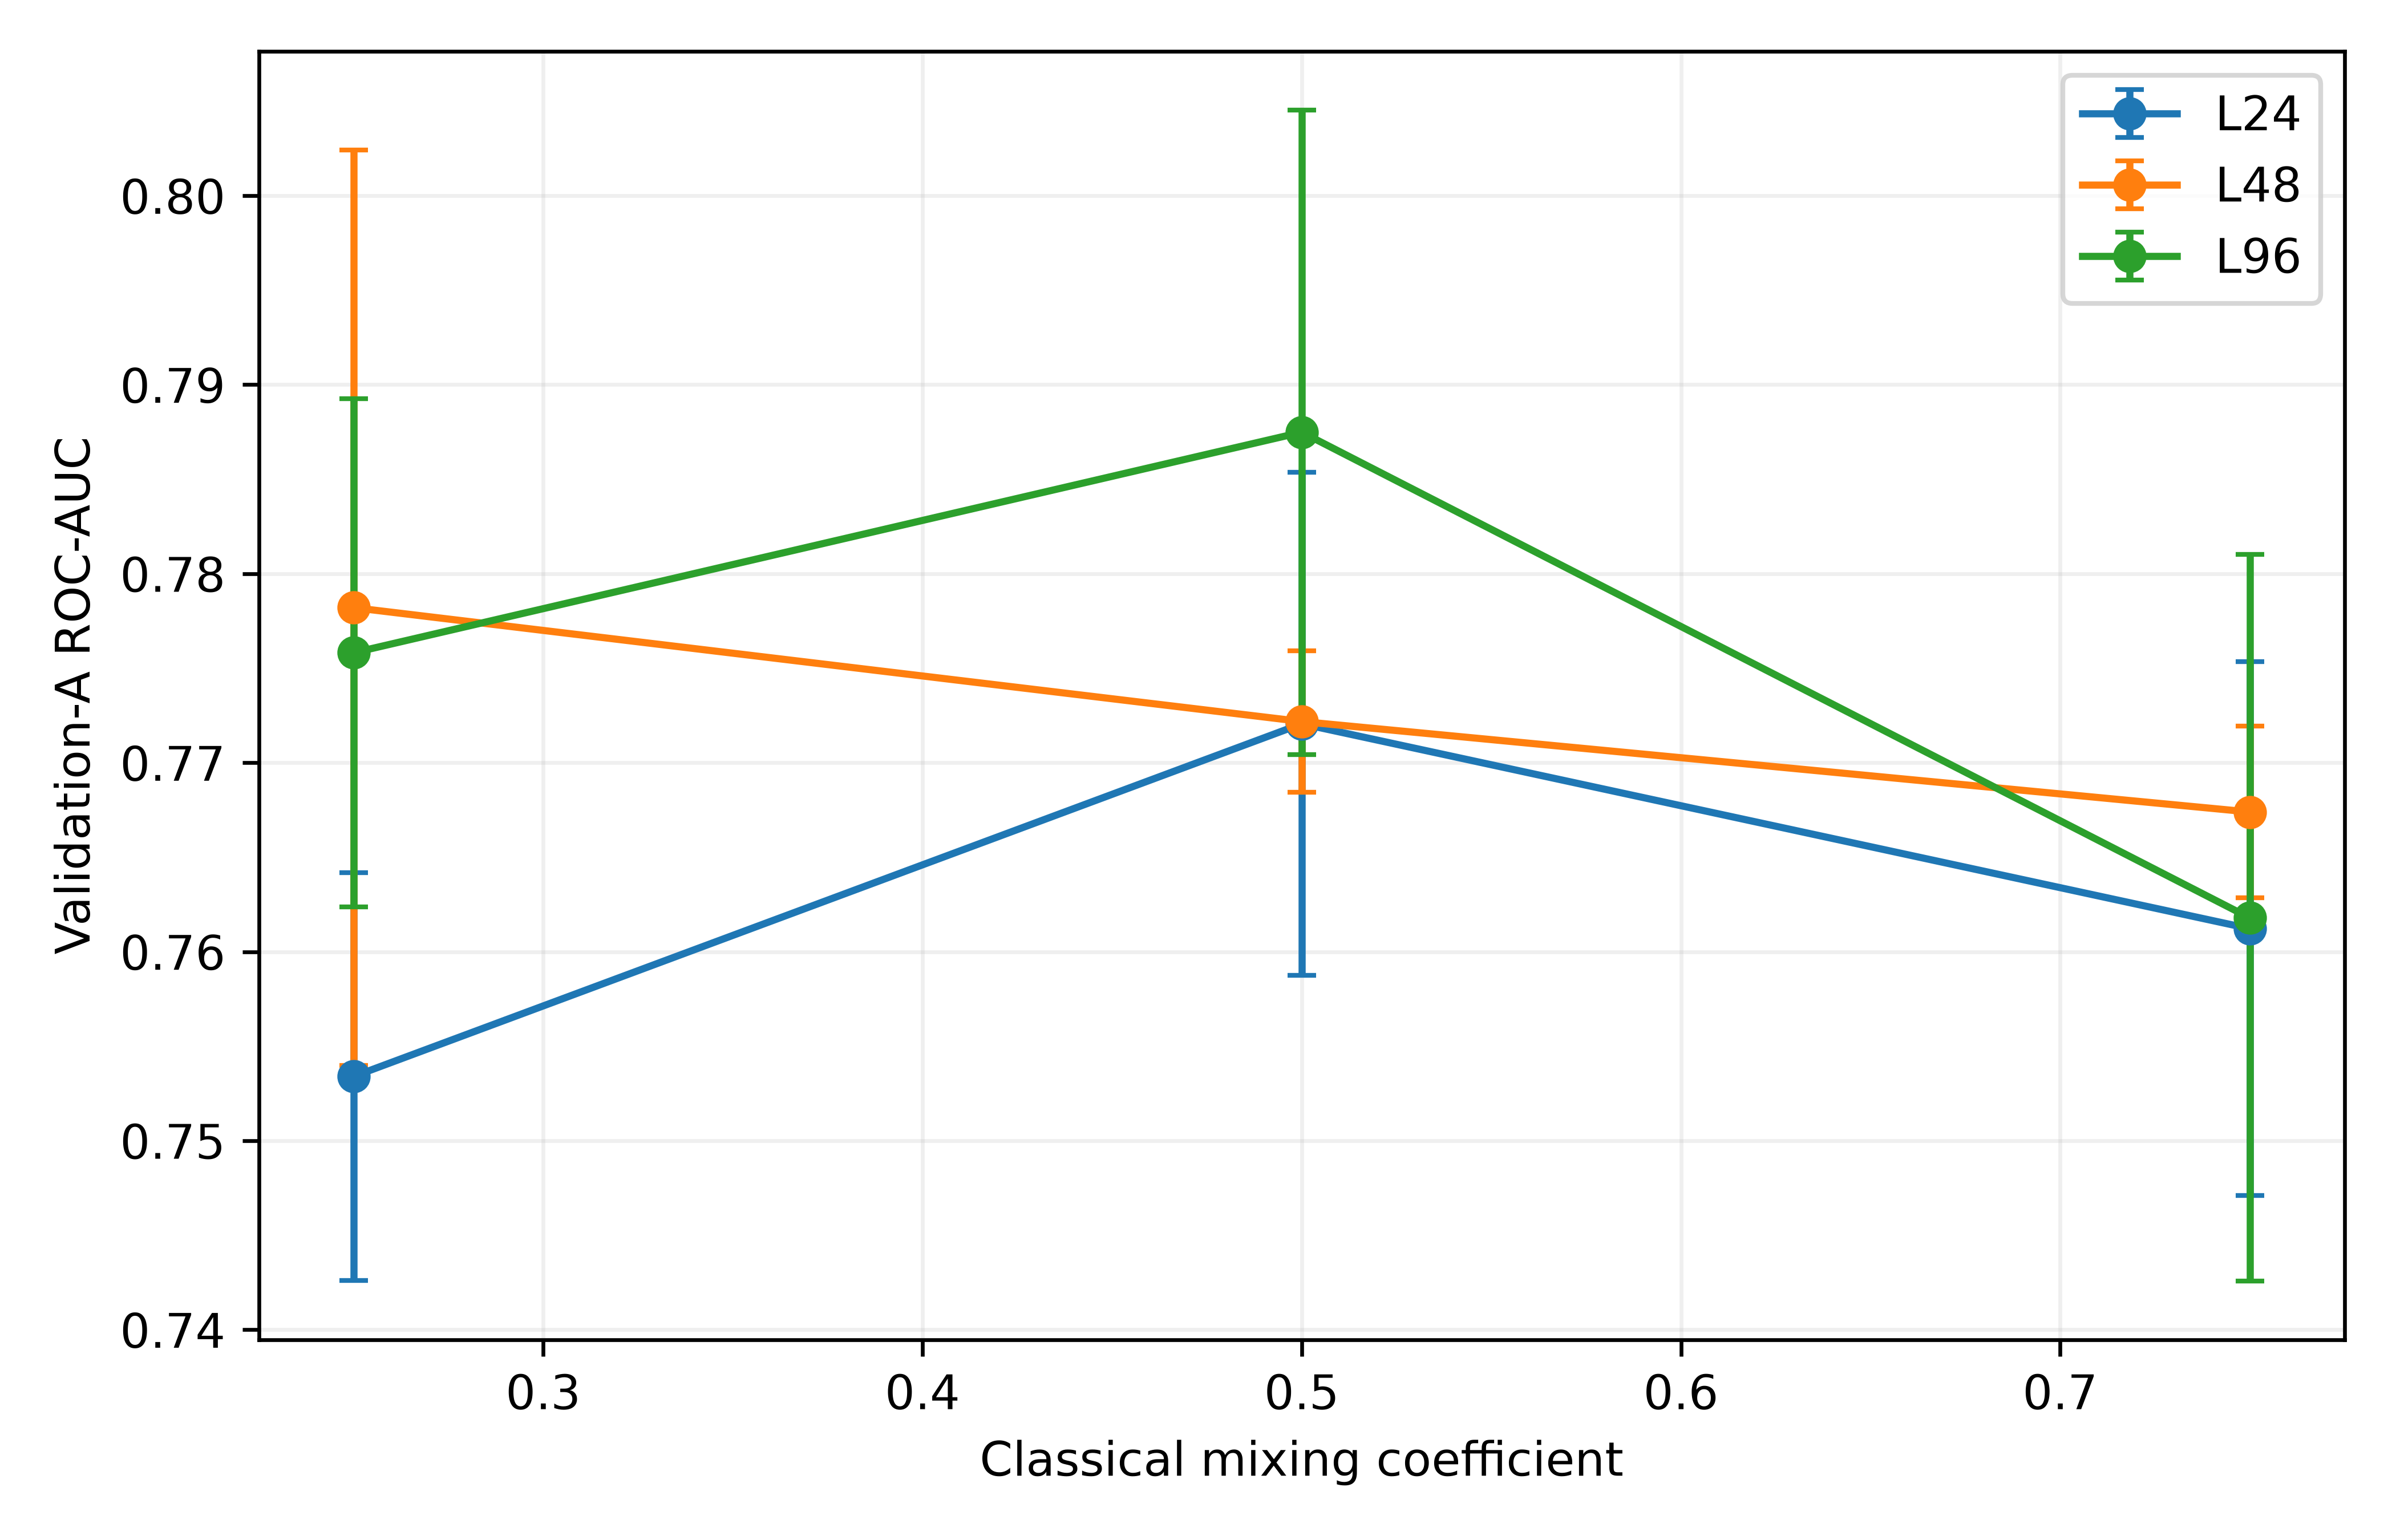 L24
L48
L96
0.80
0.79
0.78
0.77
0.76
0.75
0.74
Validation-A ROC-AUC
0.3 0.4 0.5 0.6 0.7
Classical mixing coefficient